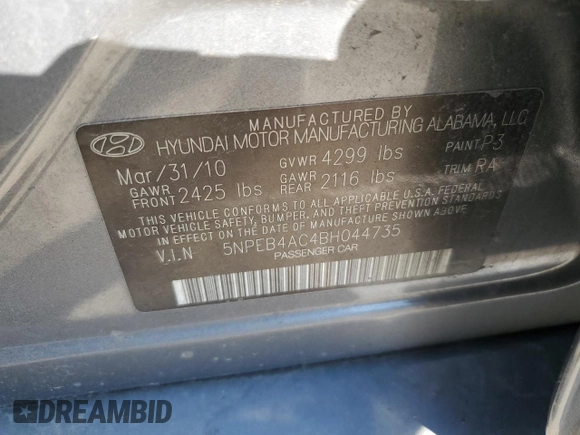 MANUFACTURED BY
HYUNDAI MOTOR MANUFACTURING ALABAMA, LLC
Mar/31/10 GVWR 4299 lbs PAINT P3
GAWR FRONT 2425 lbs GAWR REAR 2116 lbs TRIM RA
THIS VEHICLE CONFORMS TO ALL APPLICABLE U.S.A. FEDERAL
MOTOR VEHICLE SAFETY, BUMPER, AND THEFT PREVENTION STANDARDS
IN EFFECT ON THE DATE OF MANUFACTURE SHOWN ABOVE.
V.I.N 5NPEB4AC4BH044735
PASSENGER CAR
DREAMBID